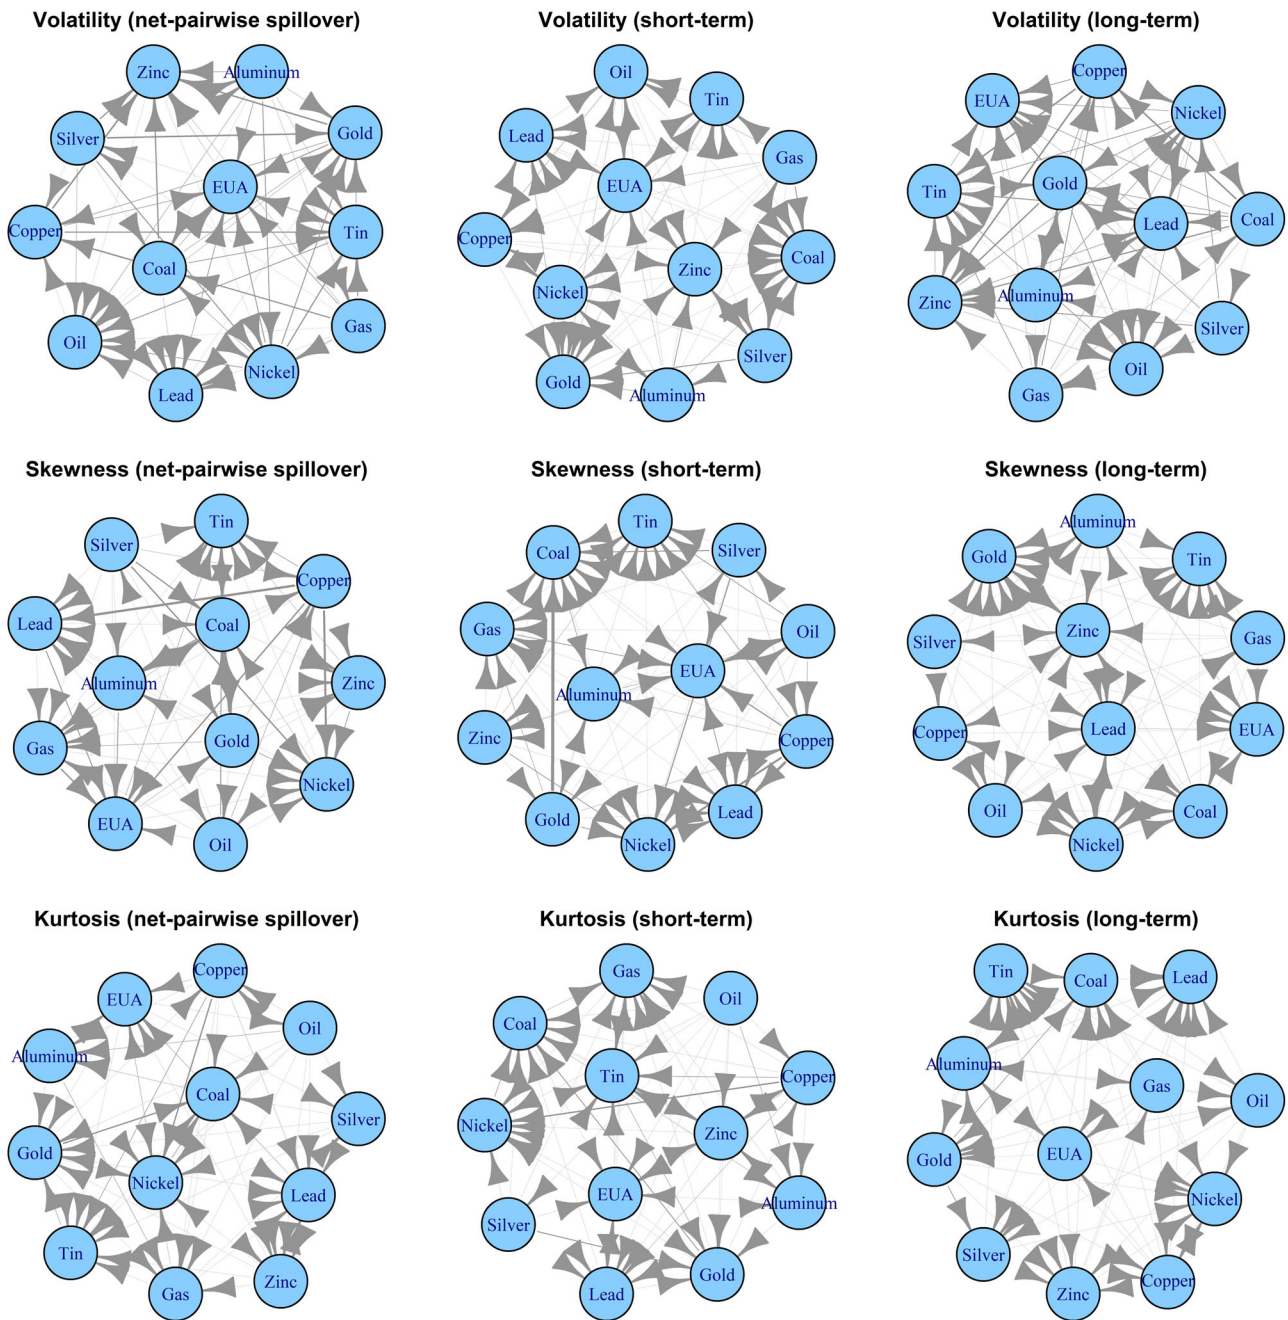 Volatility (net-pairwise spillover)
Zinc
Aluminum
Silver
Gold
EUA
Copper
Tin
Coal
Oil
Gas
Nickel
Lead
Volatility (short-term)
Oil
Tin
Lead
Gas
EUA
Copper
Coal
Zinc
Nickel
Silver
Gold
Aluminum
Volatility (long-term)
Copper
EUA
Nickel
Gold
Tin
Coal
Lead
Aluminum
Zinc
Silver
Oil
Gas
Skewness (net-pairwise spillover)
Tin
Silver
Copper
Lead
Coal
Aluminum
Zinc
Gold
Gas
Nickel
EUA
Oil
Skewness (short-term)
Tin
Coal
Silver
Gas
Oil
EUA
Aluminum
Zinc
Copper
Gold
Lead
Nickel
Skewness (long-term)
Aluminum
Gold
Tin
Zinc
Silver
Gas
Lead
Copper
EUA
Oil
Coal
Nickel
Kurtosis (net-pairwise spillover)
Copper
EUA
Oil
Aluminum
Coal
Silver
Gold
Nickel
Lead
Tin
Gas
Zinc
Kurtosis (short-term)
Gas
Oil
Coal
Tin
Copper
Nickel
Zinc
EUA
Aluminum
Silver
Gold
Lead
Kurtosis (long-term)
Tin
Coal
Lead
Aluminum
Gas
Oil
Gold
EUA
Nickel
Silver
Copper
Zinc